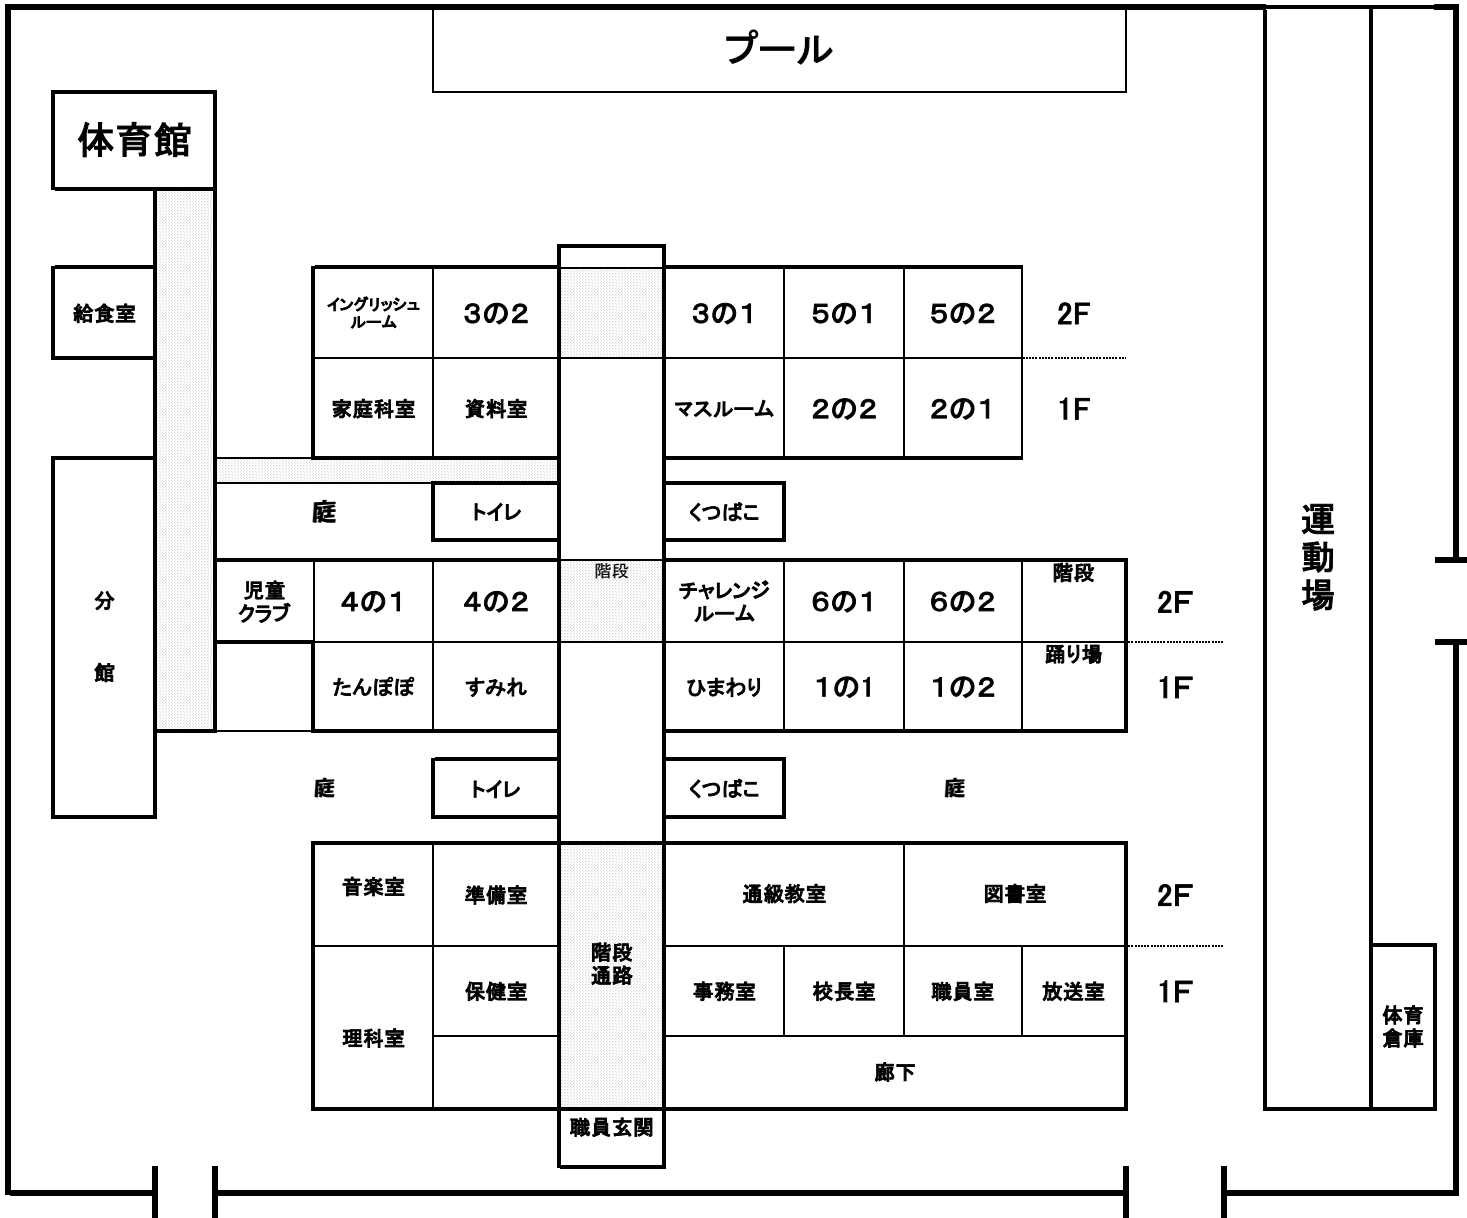 プール
体育館
給食室
イングリッシュ
ルーム
3の2
3の1
5の1
5の2
2F
家庭科室
資料室
マスルーム
2の2
2の1
1F
庭
トイレ
くつばこ
運
動
場
分
館
児童
クラブ
4の1
4の2
階段
チャレンジ
ルーム
6の1
6の2
階段
2F
たんぽぽ
すみれ
ひまわり
1の1
1の2
踊り場
1F
庭
トイレ
くつばこ
庭
音楽室
準備室
通級教室
図書室
2F
階段
通路
理科室
保健室
事務室
校長室
職員室
放送室
1F
体育
倉庫
廊下
職員玄関